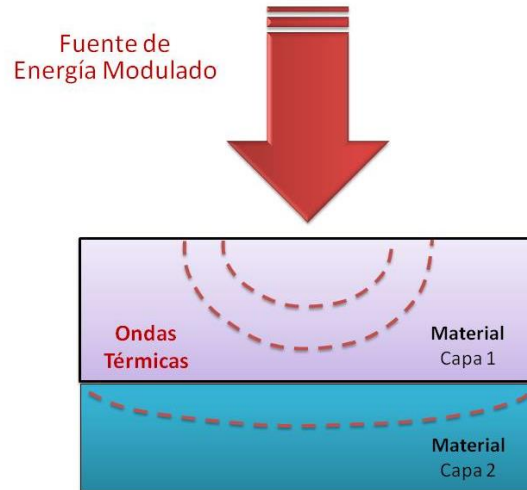 Fuente de
Energía Modulado
Ondas
Térmicas
Material
Capa 1
Material
Capa 2